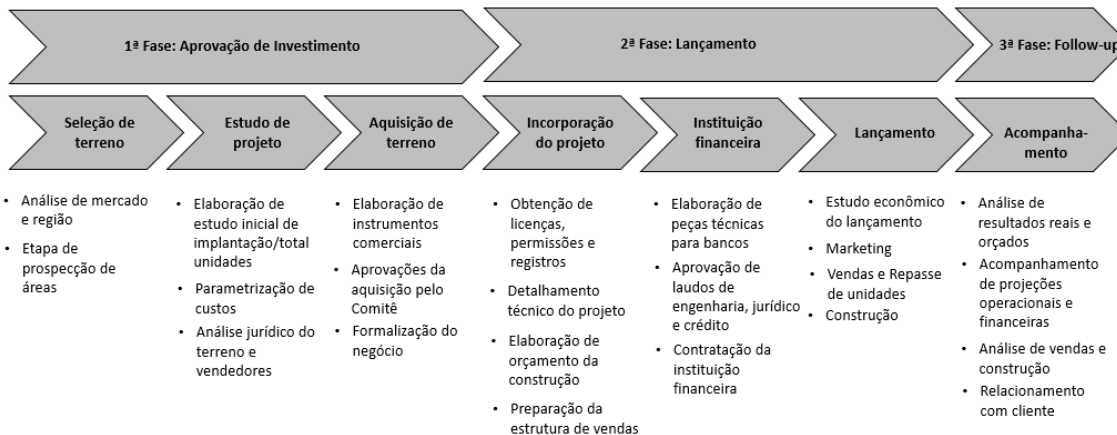 1ª Fase: Aprovação de Investimento
2ª Fase: Lançamento
3ª Fase: Follow-up
Seleção de
terreno
Estudo de
projeto
Aquisição de
terreno
Incorporação
do projeto
Instituição
financeira
Lançamento
Acompanha-
mento
• Análise de mercado
e região
• Etapa de
prospecção de
áreas
• Elaboração de
estudo inicial de
implantação/total
unidades
• Parametrização de
custos
• Análise jurídico do
terreno e
vendedores
• Elaboração de
instrumentos
comerciais
• Aprovações da
aquisição pelo
Comitê
• Formalização do
negócio
• Obtenção de
licenças,
permissões e
registros
• Detalhamento
técnico do projeto
• Elaboração de
orçamento da
construção
• Preparação da
estrutura de vendas
• Elaboração de
peças técnicas
para bancos
• Aprovação de
laudos de
engenharia, jurídico
e crédito
• Contratação da
instituição
financeira
• Estudo econômico
do lançamento
• Marketing
• Vendas e Repasse
de unidades
• Construção
• Análise de
resultados reais e
orçados
• Acompanhamento
de projeções
operacionais e
financeiras
• Análise de vendas e
construção
• Relacionamento
com cliente